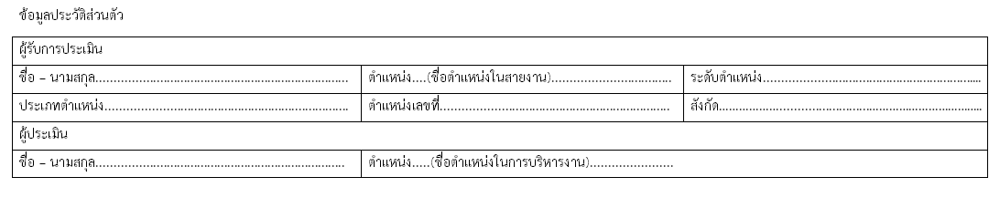 ข้อมูลประวัติส่วนตัว
ผู้รับการประเมิน
ชื่อ – นามสกุล...................................................................... ตำแหน่ง....(ชื่อตำแหน่งในสายงาน)................................. ระดับตำแหน่ง.............................................................
ประเภทตำแหน่ง................................................................... ตำแหน่งเลขที่................................................................ สังกัด.........................................................................
ผู้ประเมิน
ชื่อ – นามสกุล..................................................................... ตำแหน่ง.....(ชื่อตำแหน่งในการบริหารงาน).......................